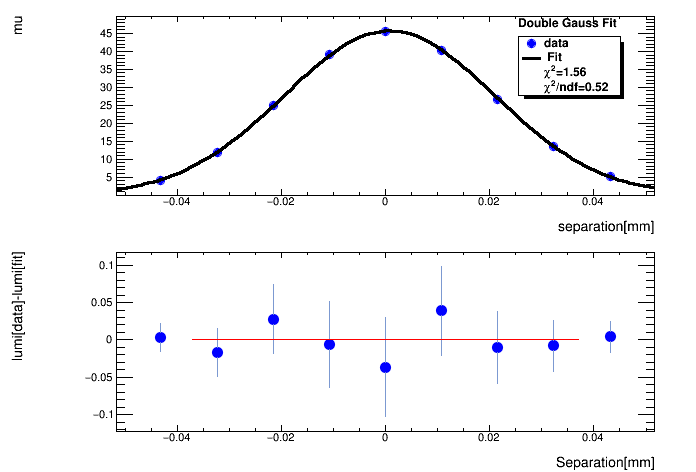 mu
Double Gauss Fit
data
Fit
χ²=1.56
χ²/ndf=0.52
45
40
35
30
25
20
15
10
5
−0.04 −0.02 0 0.02 0.04
separation[mm]
lumi[data]-lumi[fit]
0.1
0.05
0
−0.05
−0.1
−0.04 −0.02 0 0.02 0.04
Separation[mm]